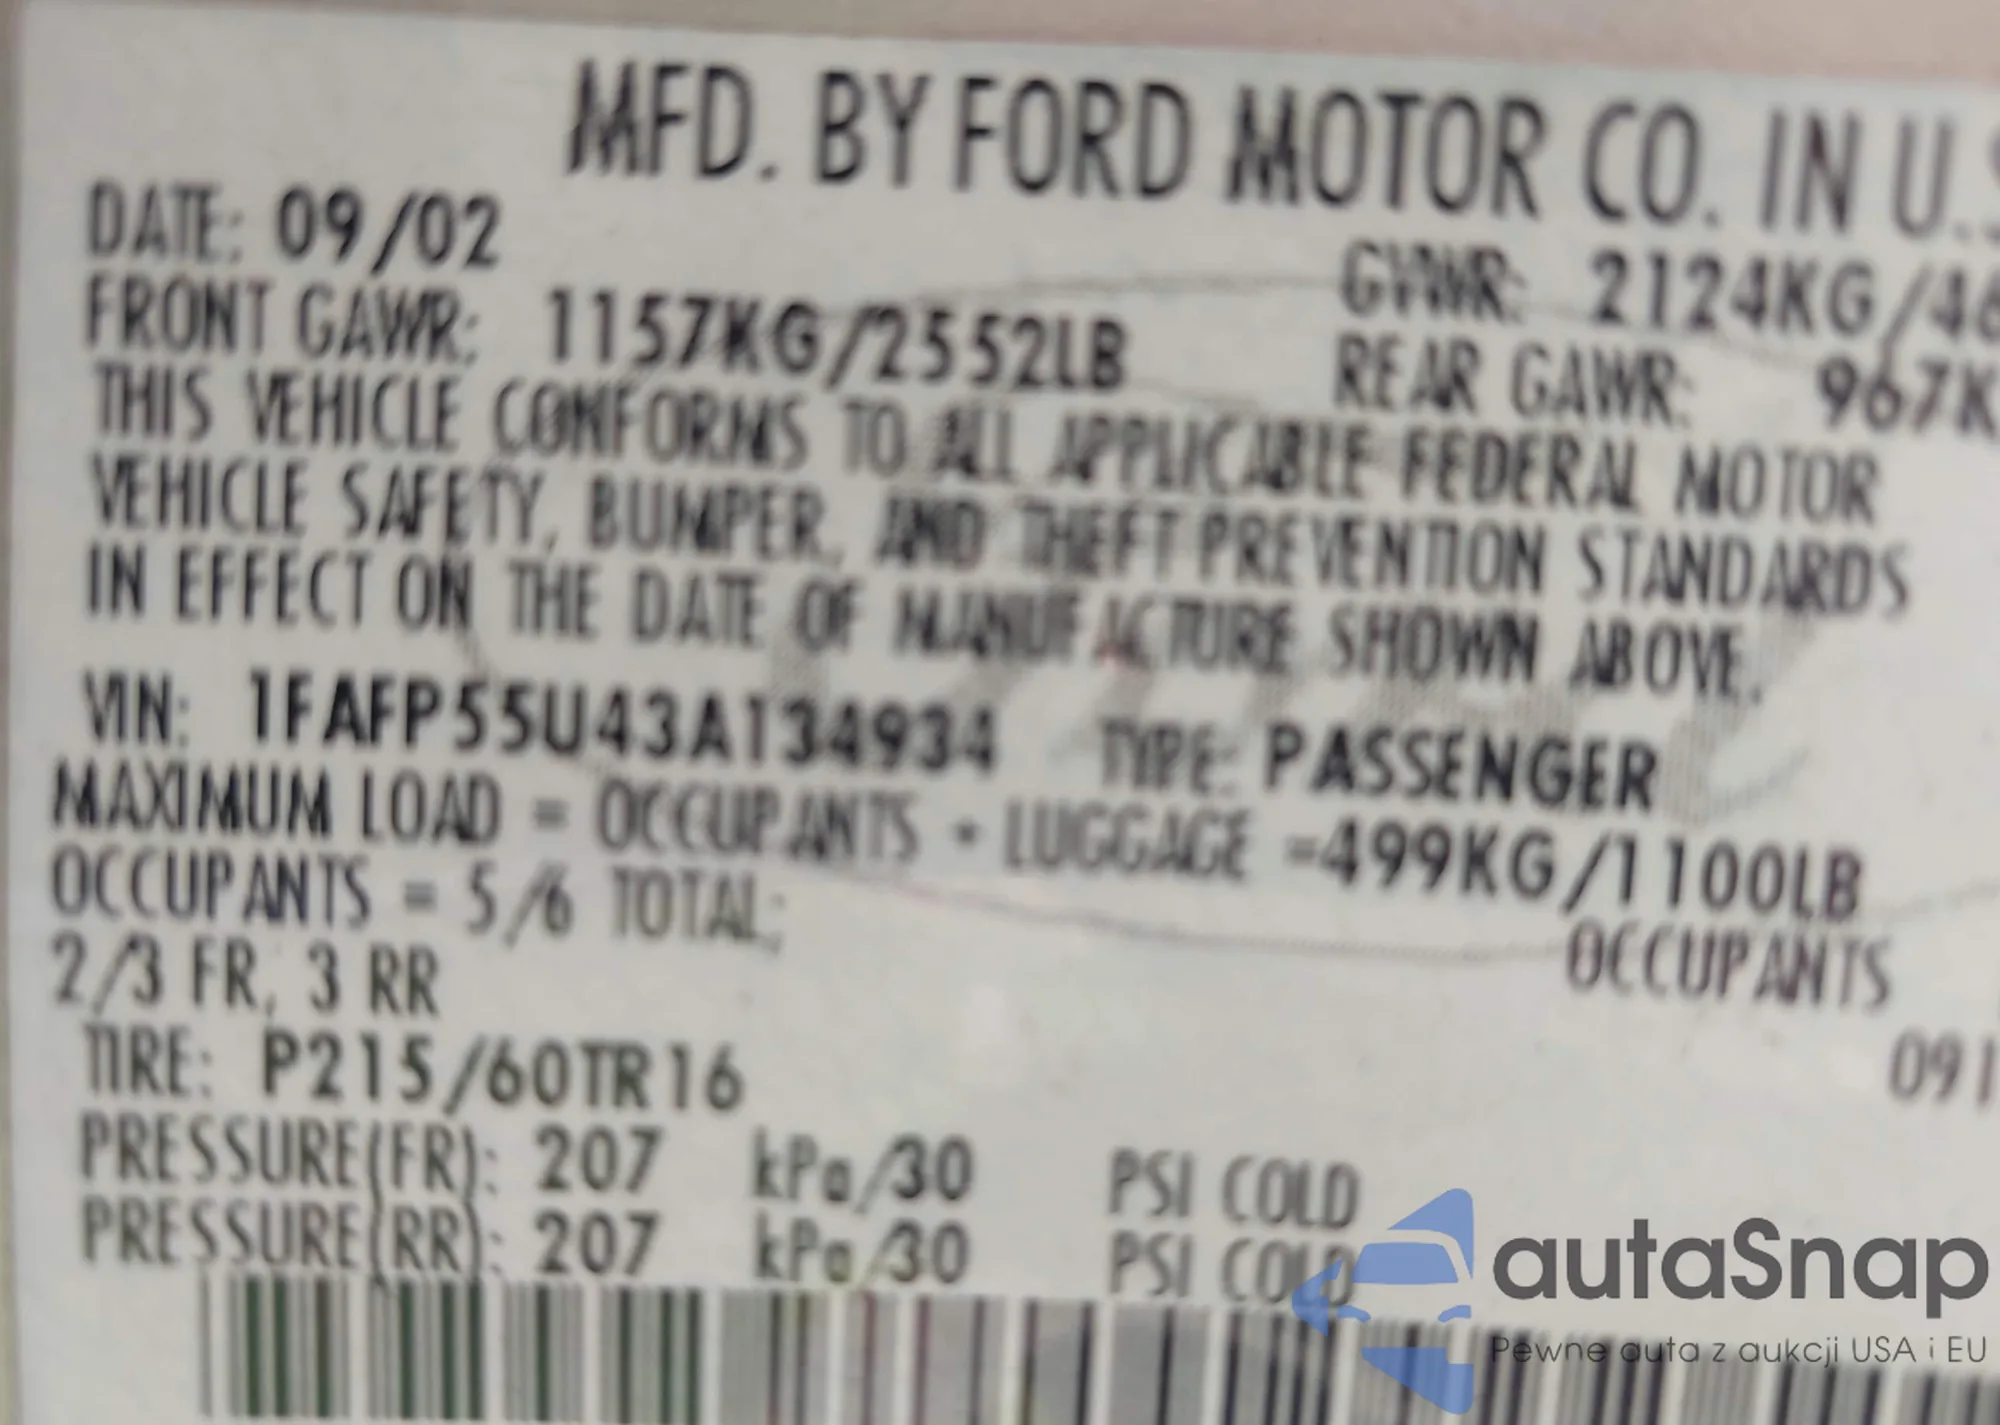 MFD. BY FORD MOTOR CO. IN U.S
DATE: 09/02
GVWR: 2124KG/46
FRONT GAWR: 1157KG/2552LB
REAR GAWR: 967K
THIS VEHICLE CONFORMS TO ALL APPLICABLE FEDERAL MOTOR
VEHICLE SAFETY, BUMPER, AND THEFT PREVENTION STANDARDS
IN EFFECT ON THE DATE OF MANUFACTURE SHOWN ABOVE.
VIN: 1FAFP55U43A134934 TYPE: PASSENGER
MAXIMUM LOAD = OCCUPANTS + LUGGAGE =499KG/1100LB
OCCUPANTS = 5/6 TOTAL;
OCCUPANTS
2/3 FR, 3 RR
091
TIRE: P215/60TR16
PRESSURE(FR): 207 kPa/30 PSI COLD
PRESSURE(RR): 207 kPa/30 PSI COLD
autaSnap
Pewne auta z aukcji USA i EU